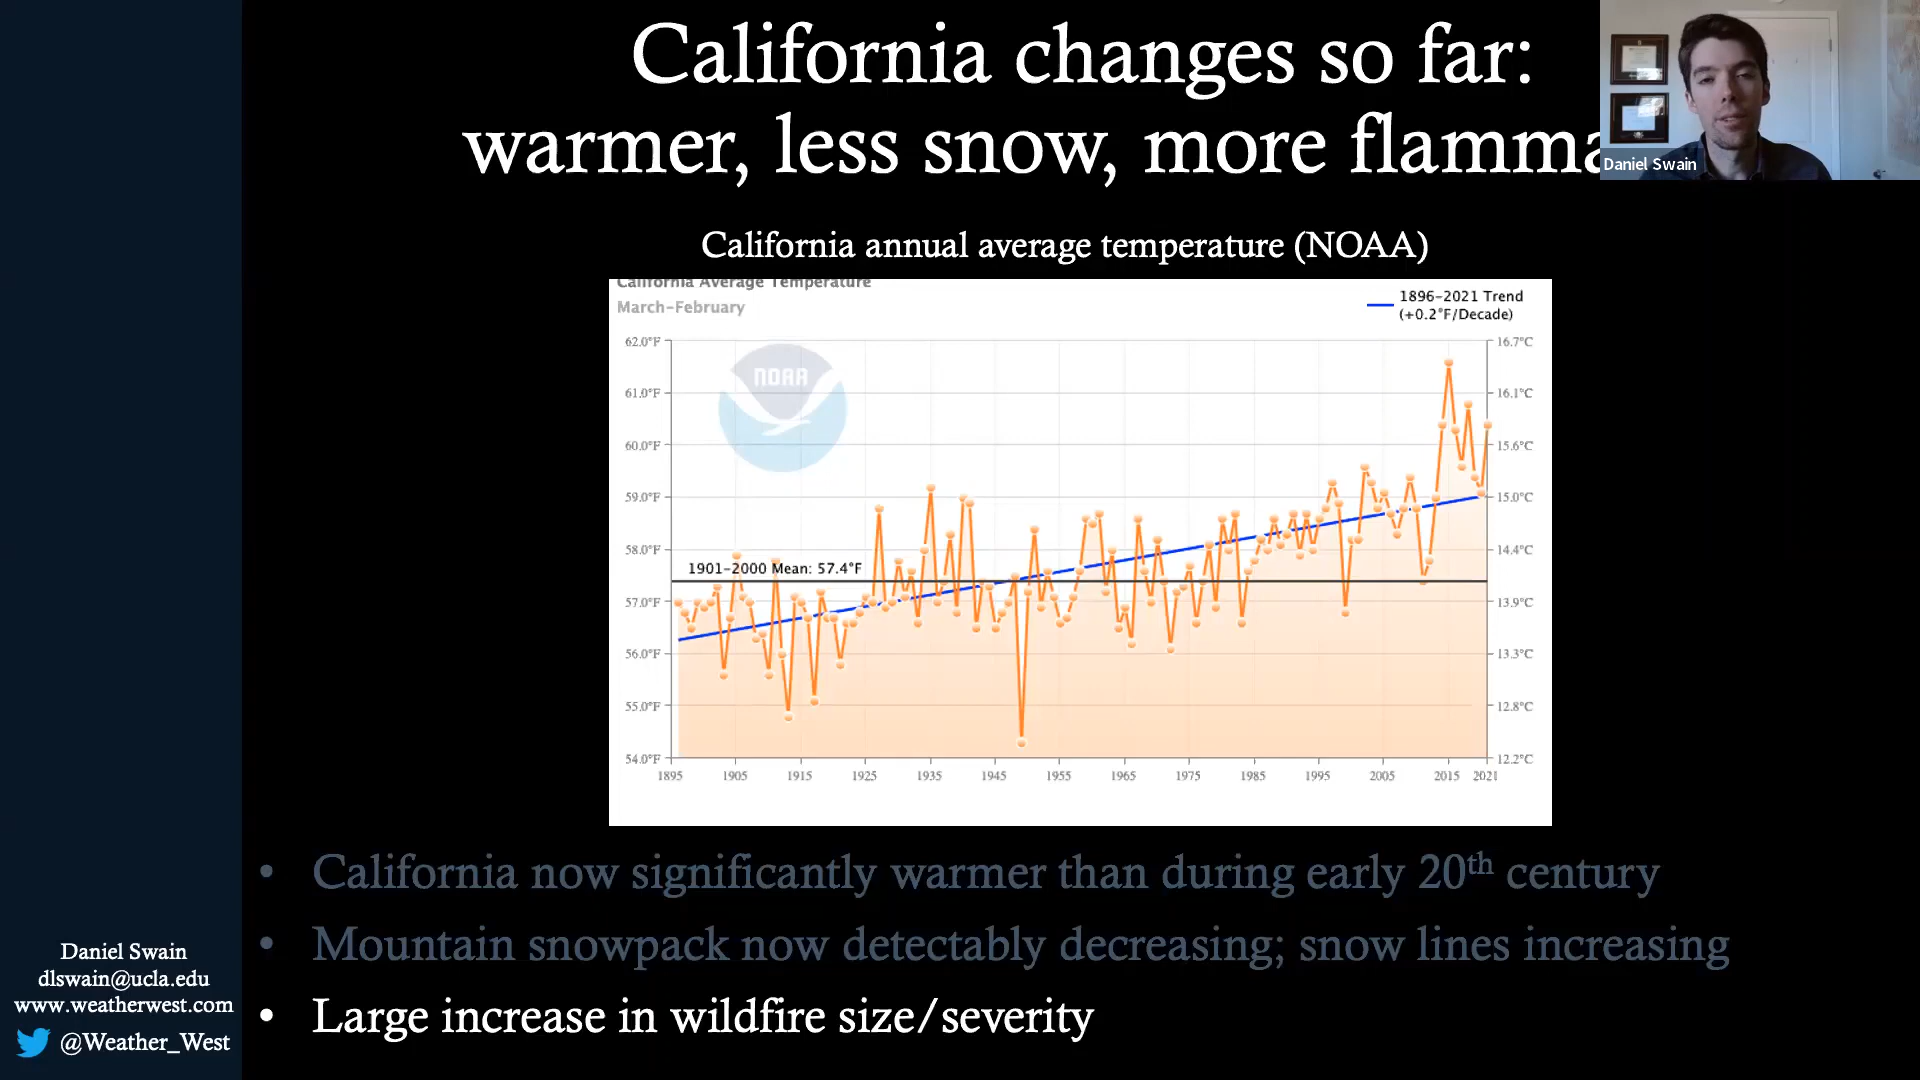 California changes so far:
warmer, less snow, more flamma
Daniel Swain
California annual average temperature (NOAA)
California Average Temperature
March–February
1896–2021 Trend
(+0.2°F/Decade)
62.0°F
61.0°F
60.0°F
59.0°F
58.0°F
57.0°F
56.0°F
55.0°F
54.0°F
NOAA
1901–2000 Mean: 57.4°F
16.7°C
16.1°C
15.6°C
15.0°C
14.4°C
13.9°C
13.3°C
12.8°C
12.2°C
1895 1905 1915 1925 1935 1945 1955 1965 1975 1985 1995 2005 2015 2021
• California now significantly warmer than during early 20th century
• Mountain snowpack now detectably decreasing; snow lines increasing
• Large increase in wildfire size/severity
Daniel Swain
dlswain@ucla.edu
www.weatherwest.com
@Weather_West